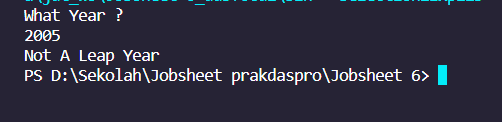 What Year ?
2005
Not A Leap Year
PS D:\Sekolah\Jobsheet prakdaspro\Jobsheet 6>